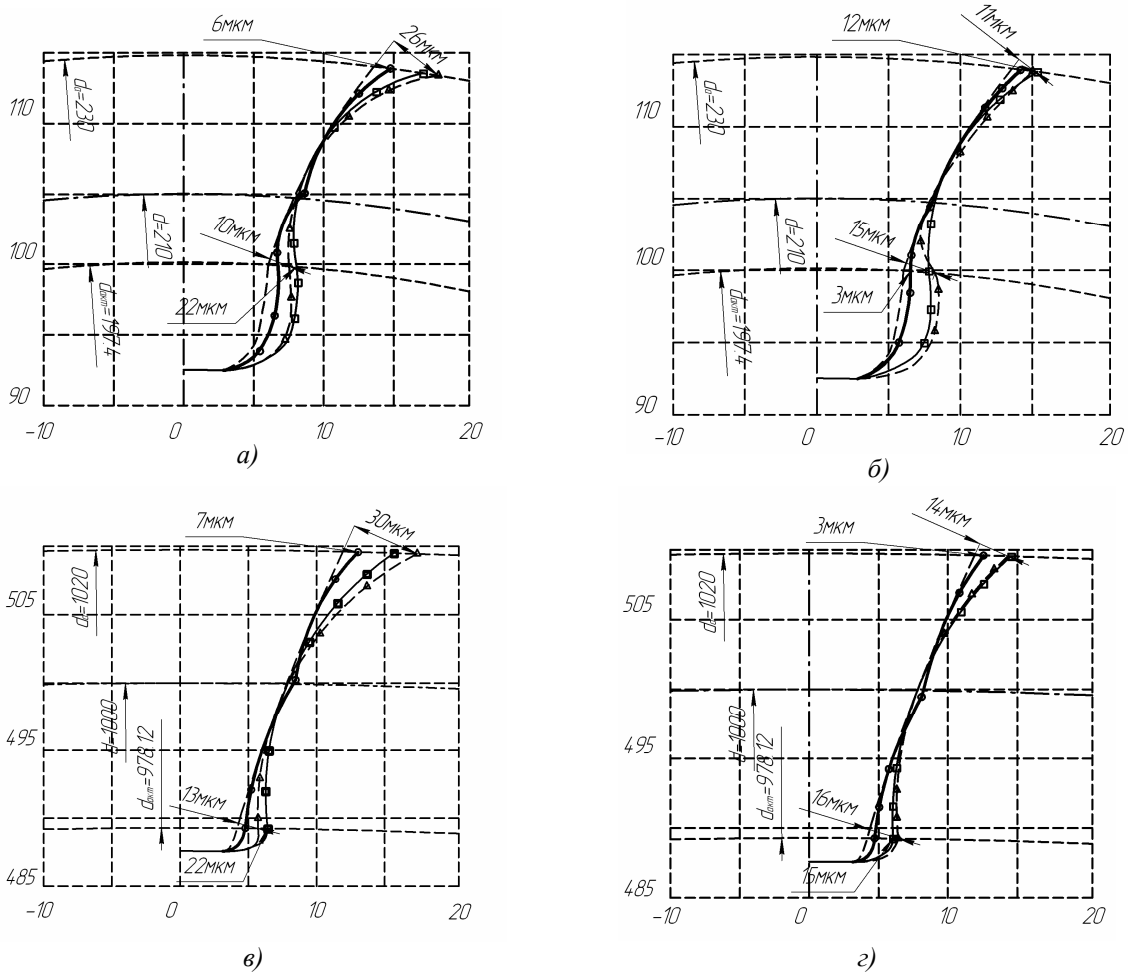 6мкм
26мкм
dₐ=230
110
10мкм
d=210
100
22мкм
dакт=197.4
90
-10
0
10
20
а)
12мкм
11мкм
dₐ=230
110
d=210
15мкм
100
3мкм
dакт=197.4
90
-10
0
10
20
б)
7мкм
30мкм
dₐ=1020
505
d=1000
495
dакт=978.12
13мкм
22мкм
485
-10
0
10
20
в)
3мкм
14мкм
dₐ=1020
505
d=1000
495
dакт=978.12
16мкм
15мкм
485
-10
0
10
20
г)